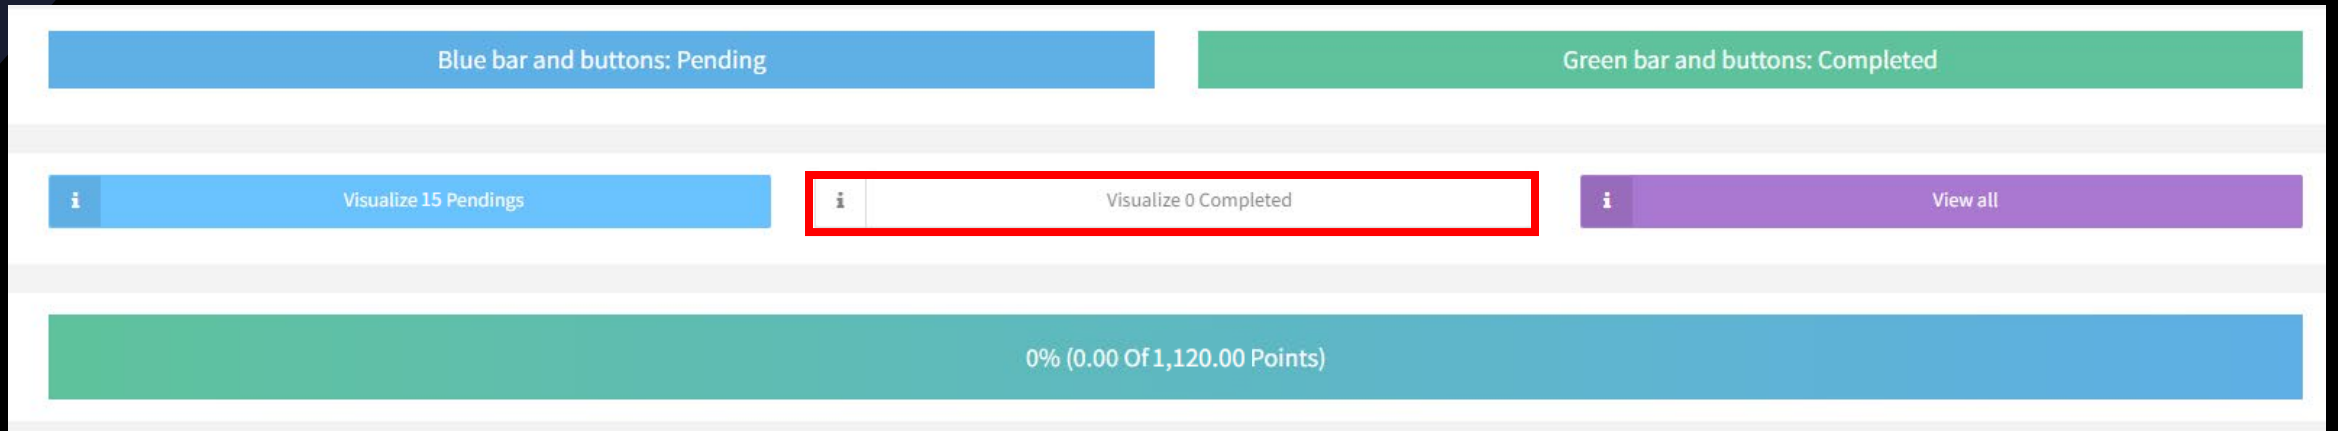 Blue bar and buttons: Pending
Green bar and buttons: Completed
i Visualize 15 Pendings
i Visualize 0 Completed
i View all
0% (0.00 Of 1,120.00 Points)